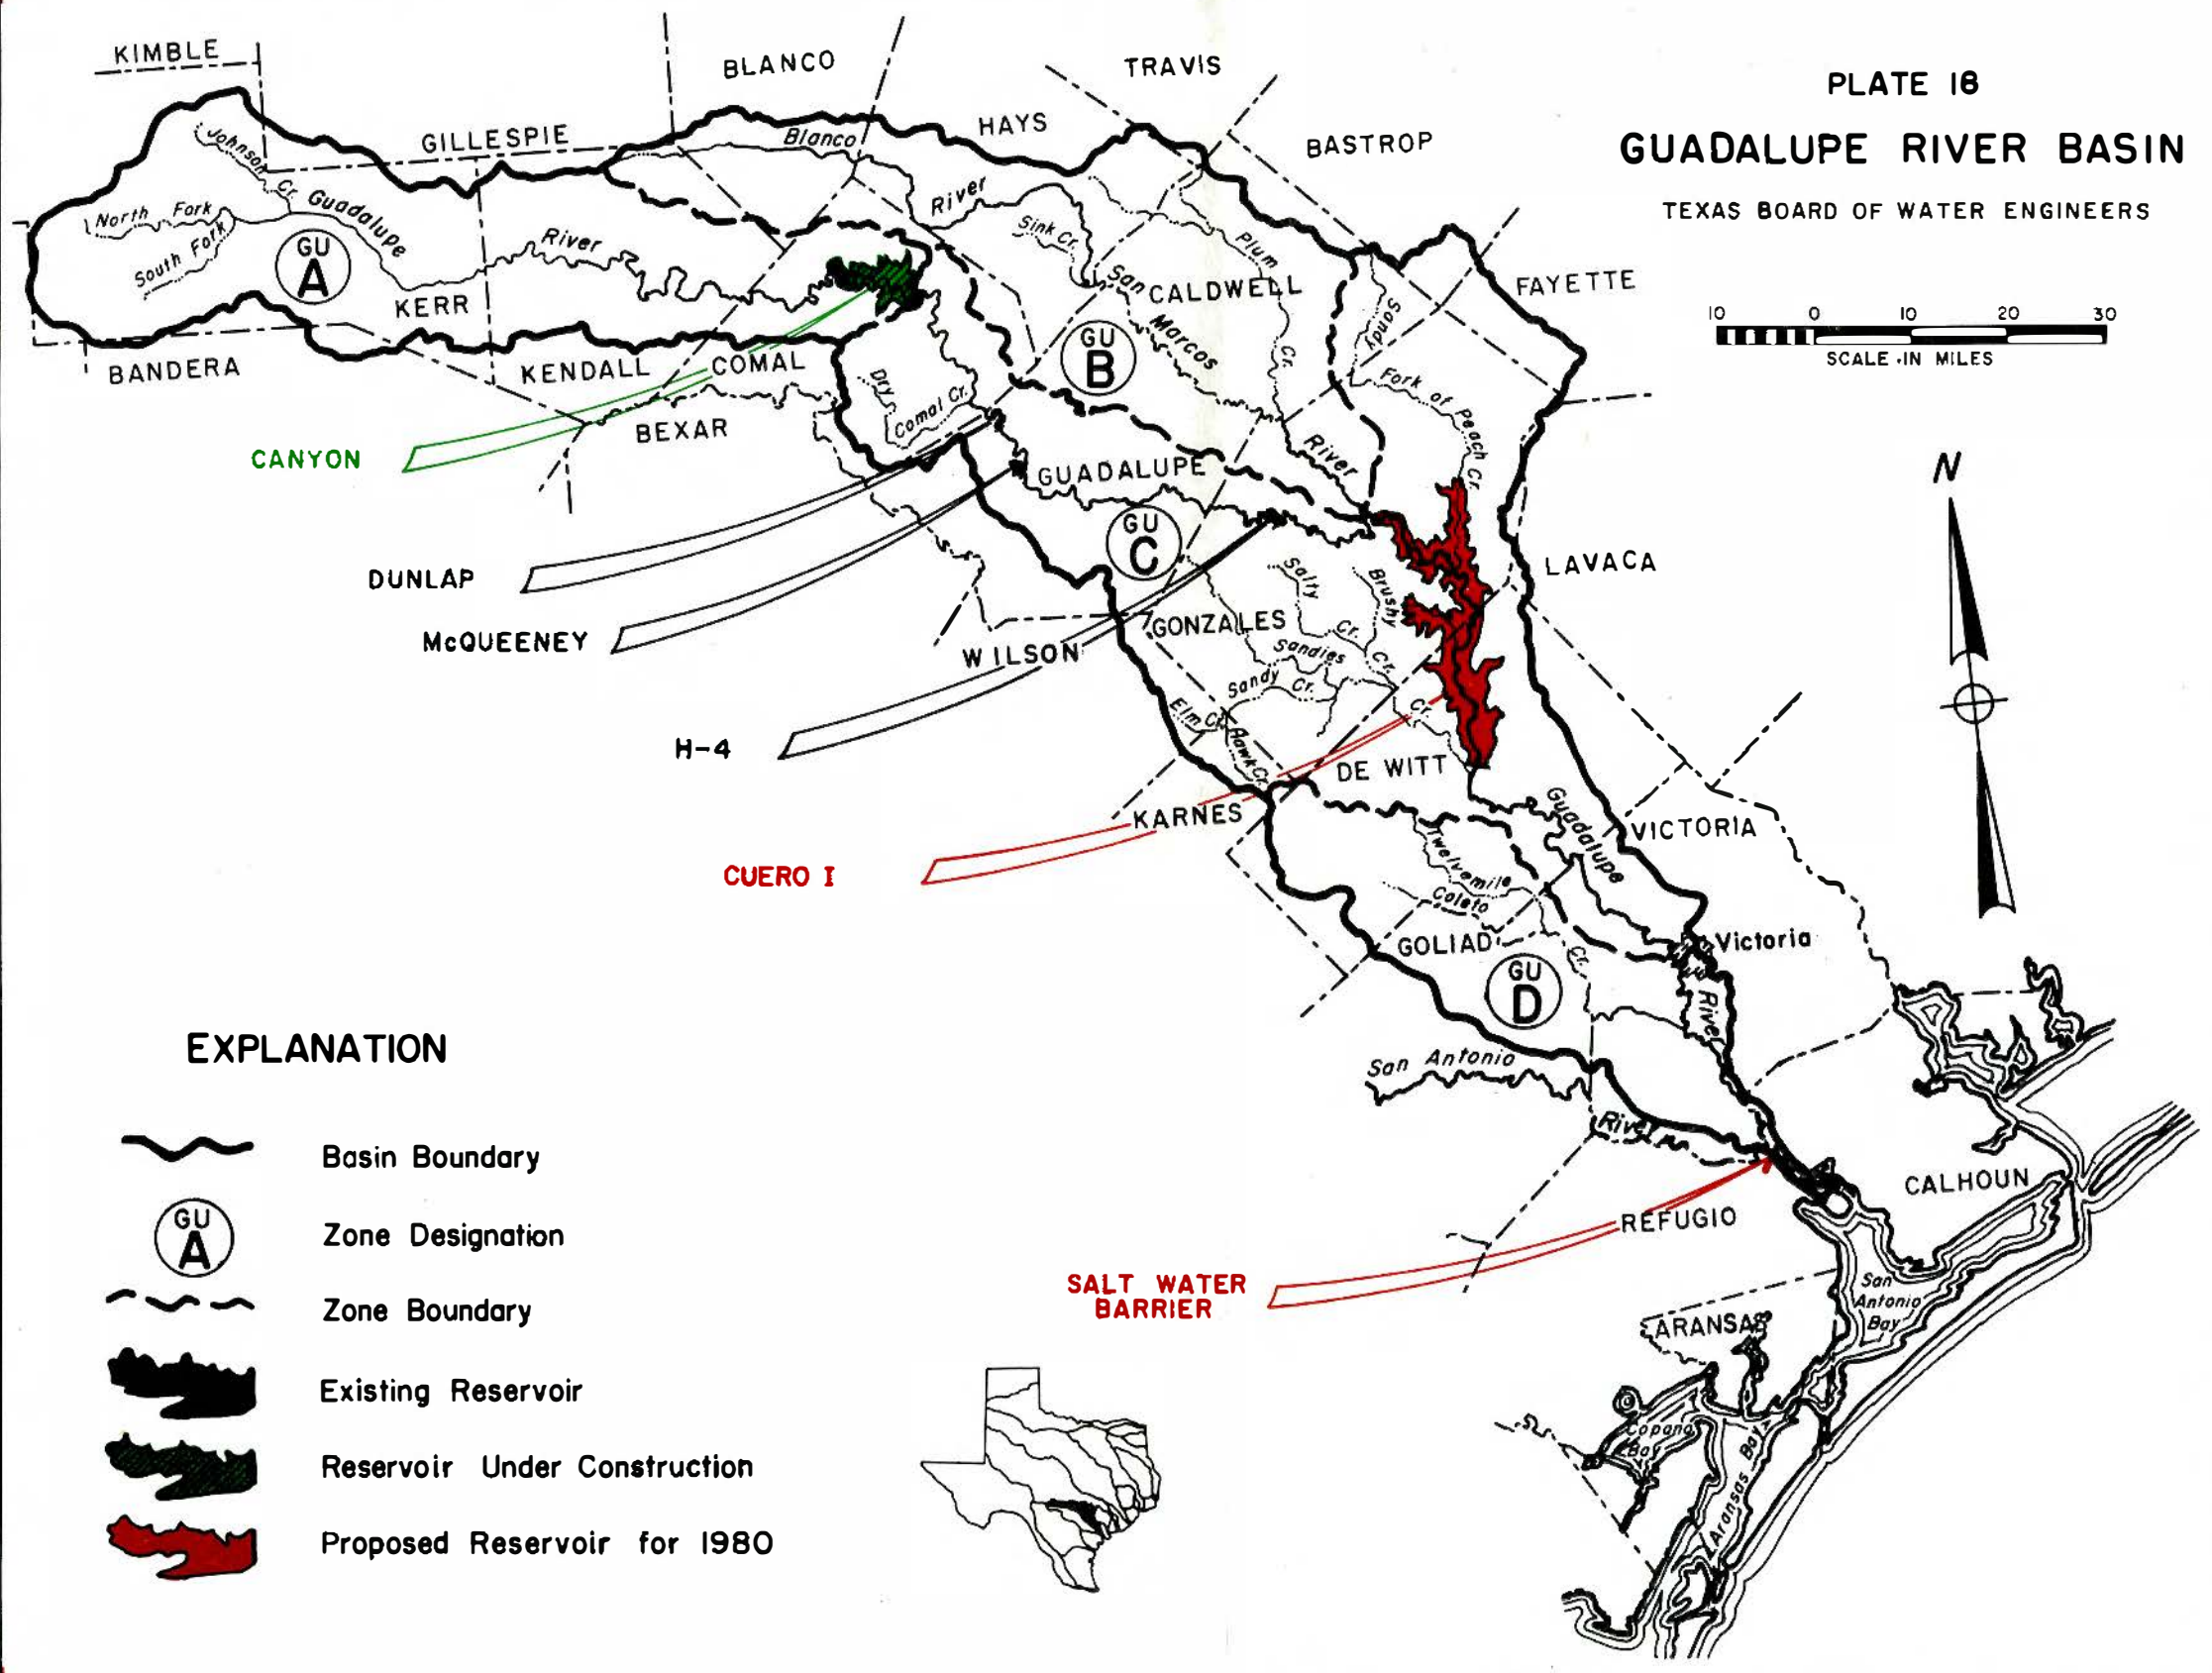 PLATE 18
GUADALUPE RIVER BASIN
TEXAS BOARD OF WATER ENGINEERS
10 0 10 20 30
SCALE IN MILES
N
KIMBLE
GILLESPIE
BLANCO
HAYS
TRAVIS
BASTROP
FAYETTE
Johnson Cr.
North Fork
South Fork
Guadalupe
River
GU
A
KERR
BANDERA
KENDALL
COMAL
BEXAR
Blanco
River
Sink Cr.
San
Marcos
River
Plum
Cr.
CALDWELL
GU
B
Sandy
Fork of Peach Cr.
Dry
Comal Cr.
CANYON
GUADALUPE
GU
C
DUNLAP
McQUEENEY
WILSON
H-4
GONZALES
Salty
Cr.
Brushy
Cr.
Sandies
Cr.
Sandy Cr.
Elm Cr.
Hawk Cr.
LAVACA
DE WITT
KARNES
CUERO I
Guadalupe
River
VICTORIA
Twelvemile
Coleto
Cr.
GOLIAD
Victoria
GU
D
San Antonio
River
CALHOUN
REFUGIO
SALT WATER
BARRIER
San
Antonio
Bay
ARANSAS
Copano
Bay
Aransas Bay
EXPLANATION
Basin Boundary
GU
A
Zone Designation
Zone Boundary
Existing Reservoir
Reservoir Under Construction
Proposed Reservoir for 1980